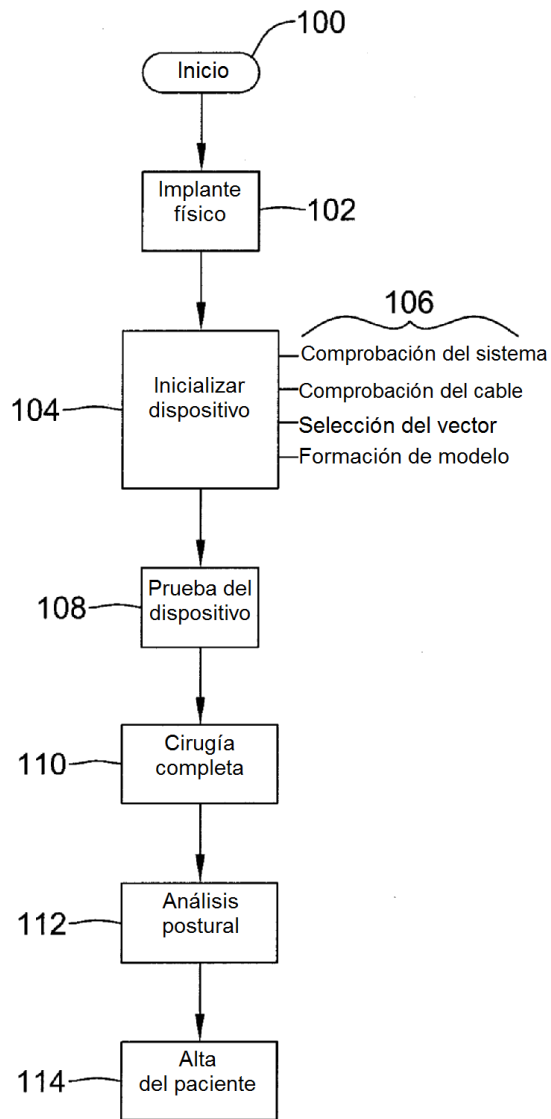 100
Inicio
Implante
físico
102
106
Comprobación del sistema
Comprobación del cable
Selección del vector
Formación de modelo
104
Inicializar
dispositivo
Prueba del
dispositivo
108
Cirugía
completa
110
Análisis
postural
112
Alta
del paciente
114